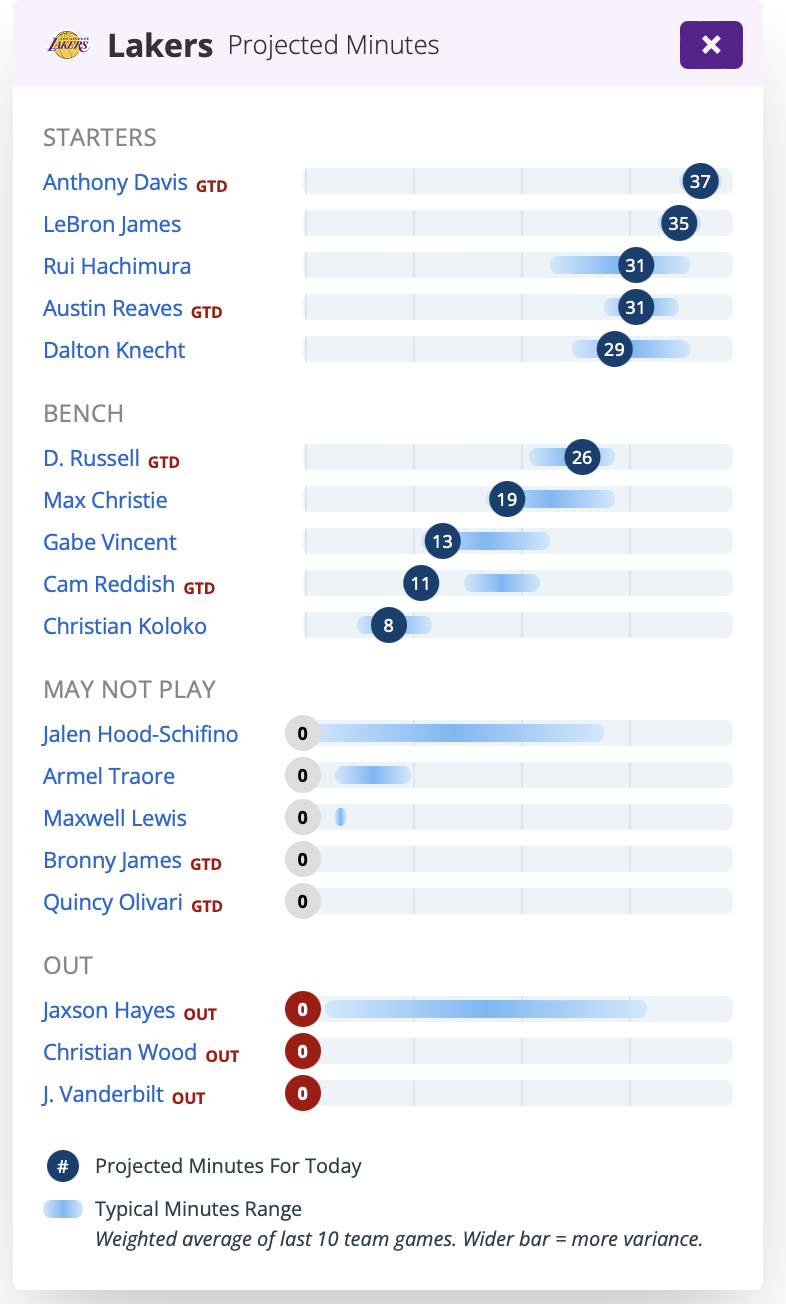 LOS ANGELES
LAKERS
Lakers Projected Minutes
STARTERS
Anthony Davis GTD 37
LeBron James 35
Rui Hachimura 31
Austin Reaves GTD 31
Dalton Knecht 29
BENCH
D. Russell GTD 26
Max Christie 19
Gabe Vincent 13
Cam Reddish GTD 11
Christian Koloko 8
MAY NOT PLAY
Jalen Hood-Schifino 0
Armel Traore 0
Maxwell Lewis 0
Bronny James GTD 0
Quincy Olivari GTD 0
OUT
Jaxson Hayes OUT 0
Christian Wood OUT 0
J. Vanderbilt OUT 0
# Projected Minutes For Today
Typical Minutes Range
Weighted average of last 10 team games. Wider bar = more variance.